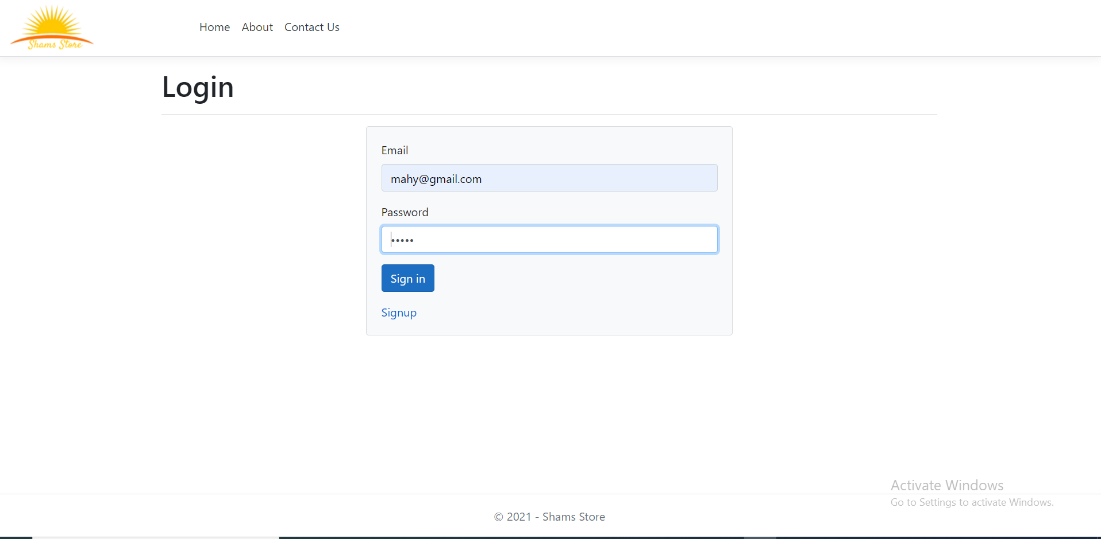 Shams Store
Home About Contact Us
Login
Email
mahy@gmail.com
Password
•••••
Sign in
Signup
Activate Windows
Go to Settings to activate Windows.
© 2021 - Shams Store